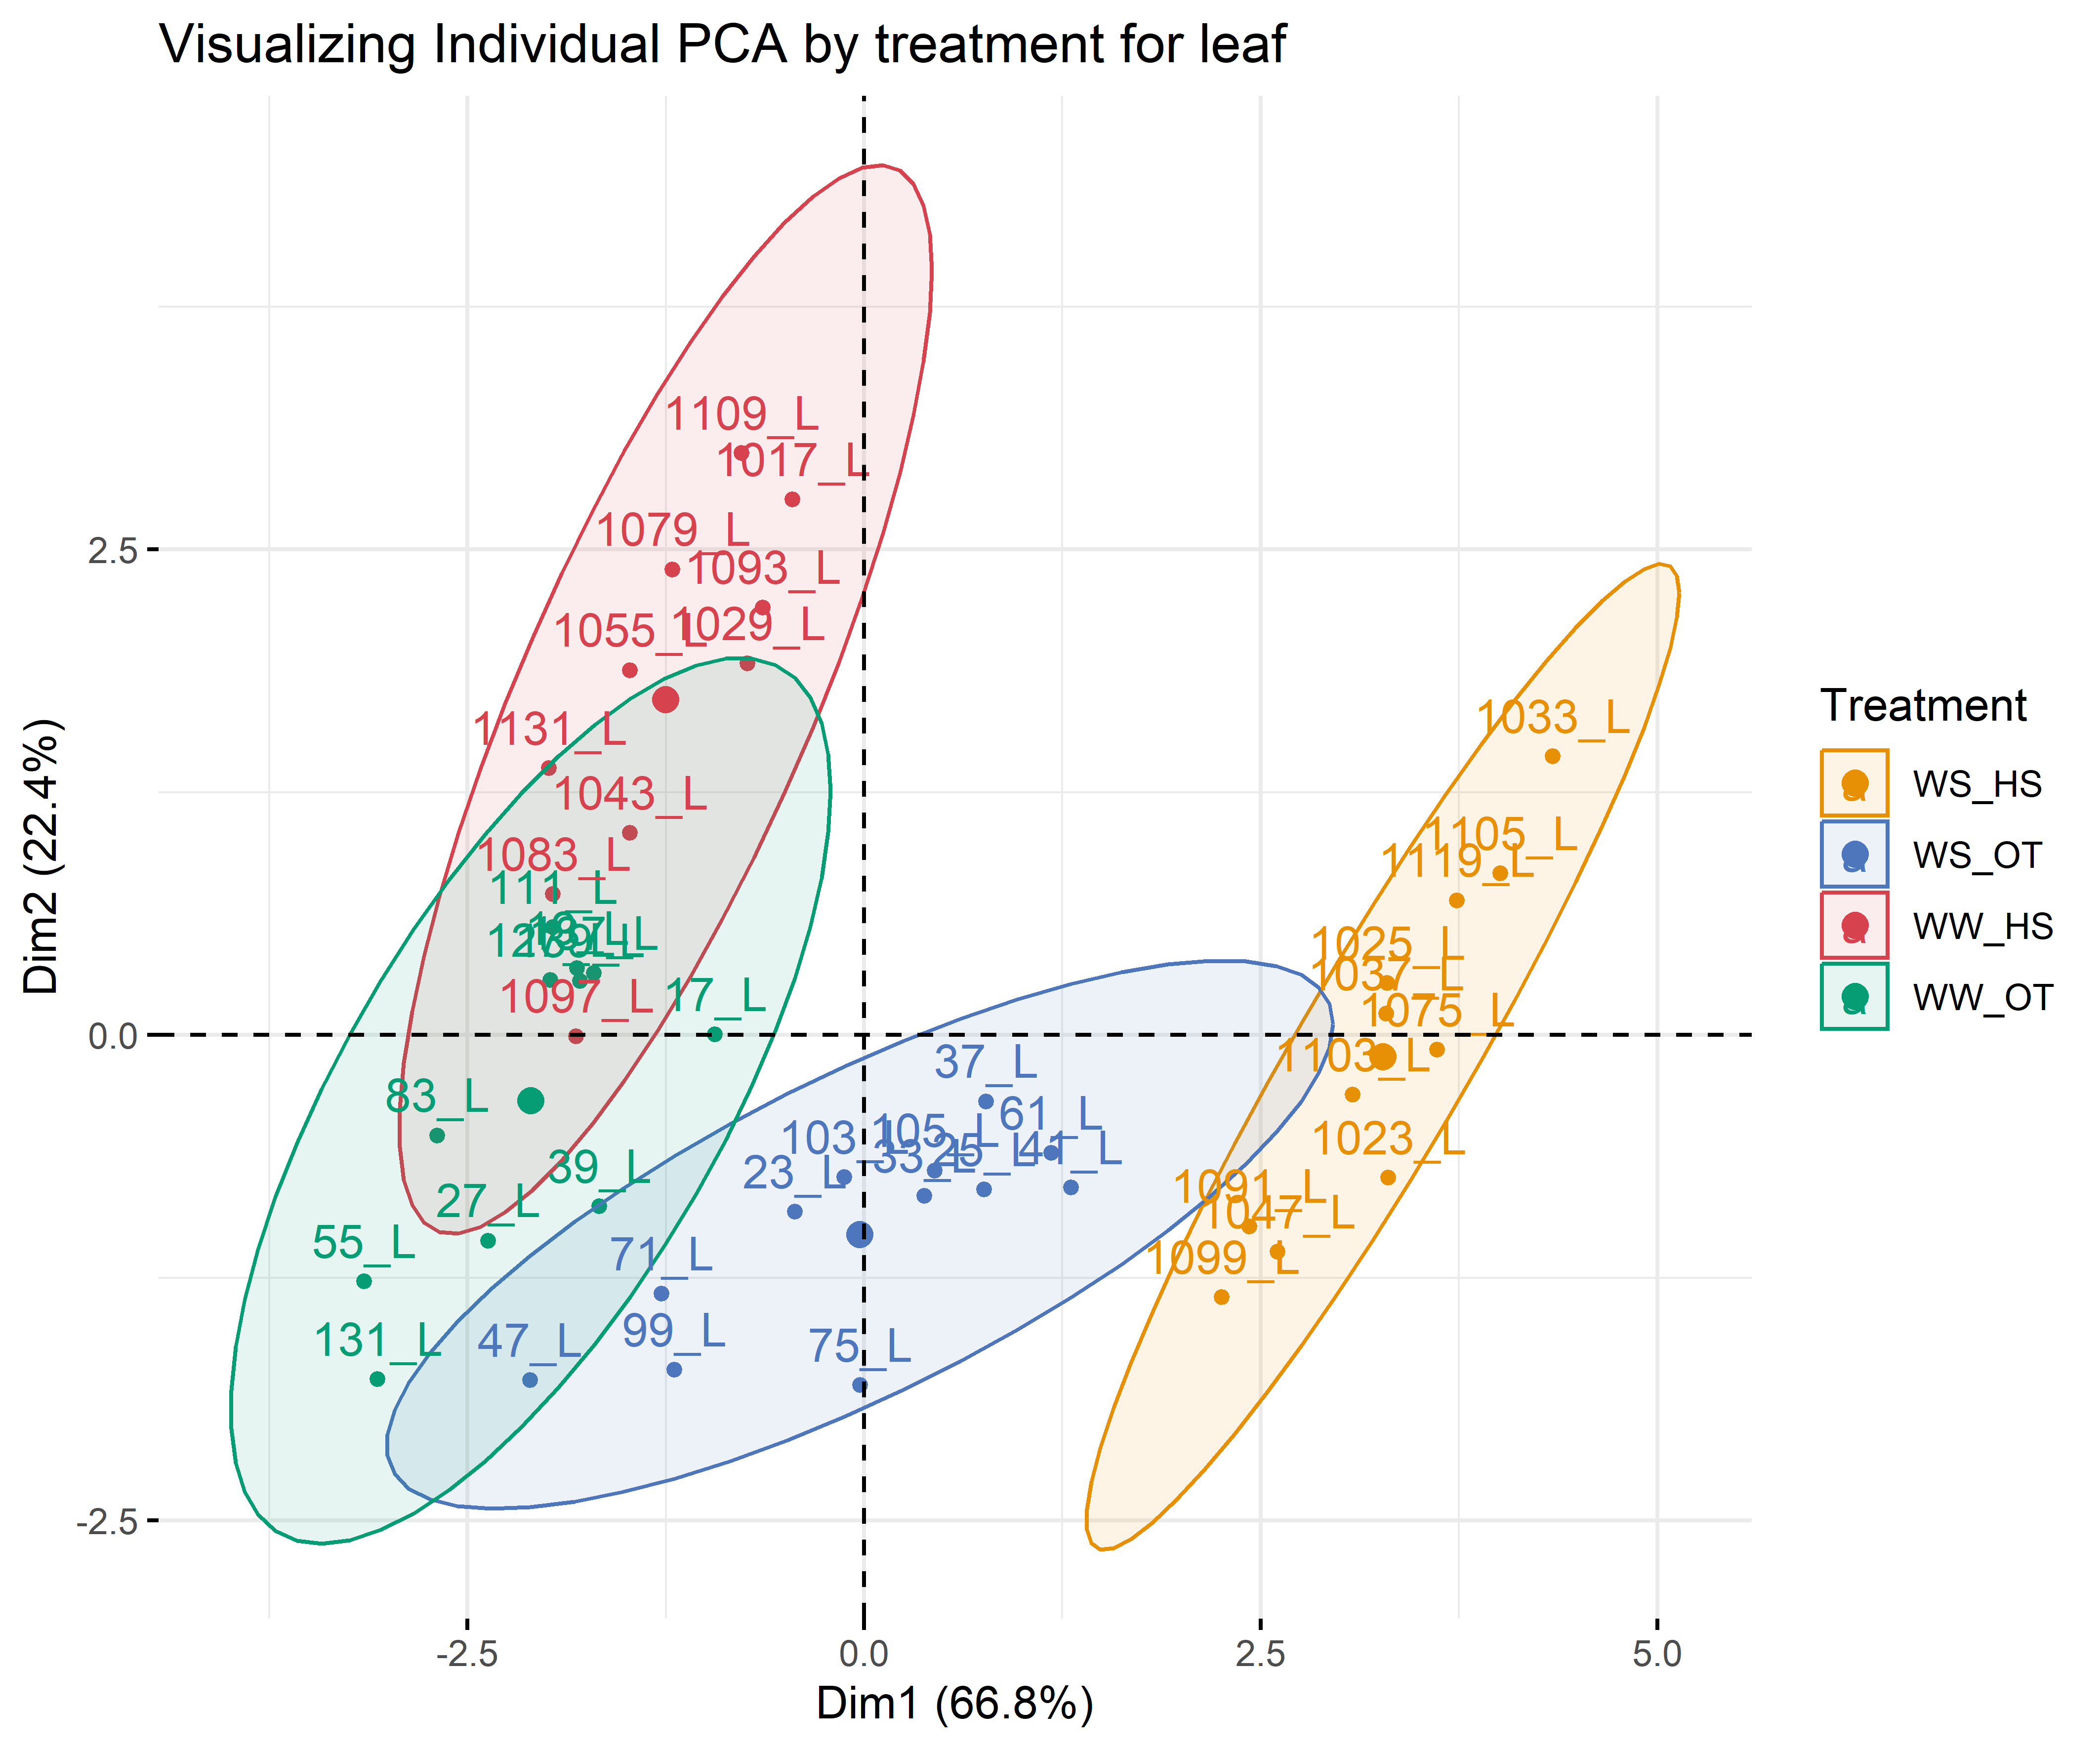 Visualizing Individual PCA by treatment for leaf
1109_L
1017_L
1079_L
1093_L
1029_L
1055_L
1131_L
1043_L
1083_L
111_L
1097_L
17_L
83_L
39_L
27_L
55_L
131_L
47_L
71_L
99_L
75_L
23_L
103_L
105_L
33_L
25_L
37_L
61_L
41_L
1033_L
1105_L
1119_L
1025_L
1037_L
1075_L
1103_L
1023_L
1091_L
1047_L
1099_L
2.5
0.0
-2.5
Dim2 (22.4%)
-2.5
0.0
2.5
5.0
Dim1 (66.8%)
Treatment
WS_HS
WS_OT
WW_HS
WW_OT